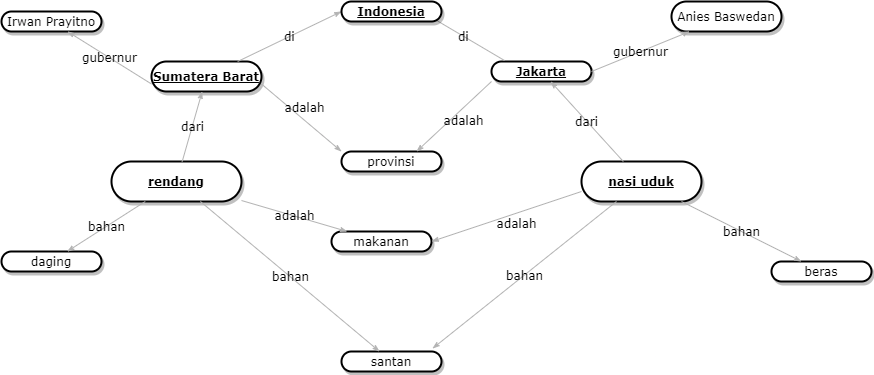 Indonesia
Irwan Prayitno
Anies Baswedan
di
di
gubernur
gubernur
Sumatera Barat
Jakarta
adalah
adalah
dari
dari
provinsi
rendang
nasi uduk
adalah
adalah
bahan
bahan
makanan
daging
beras
bahan
bahan
santan